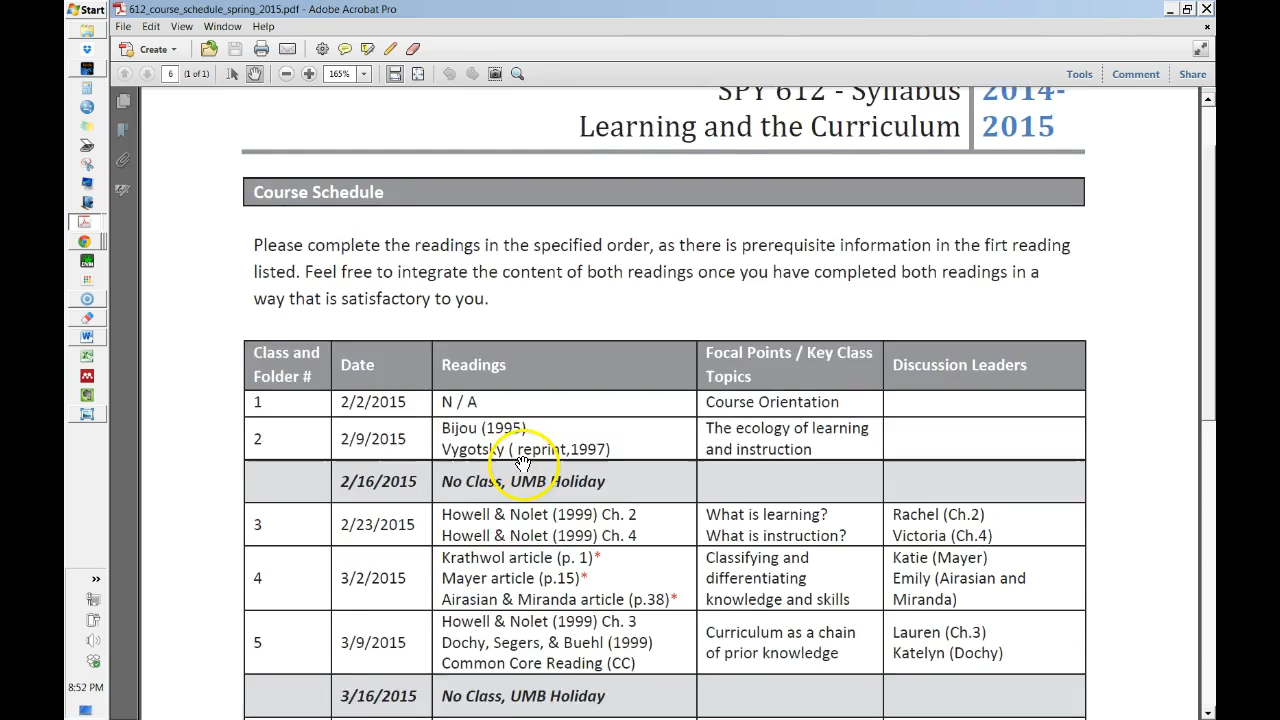 Start
612_course_schedule_spring_2015.pdf - Adobe Acrobat Pro
File Edit View Window Help
Create
6 (1 of 1) 165%
Tools Comment Share
SPY 612 - Syllabus 2014-
Learning and the Curriculum 2015
Course Schedule
Please complete the readings in the specified order, as there is prerequisite information in the firt reading
listed. Feel free to integrate the content of both readings once you have completed both readings in a
way that is satisfactory to you.
Class and Folder # Date Readings Focal Points / Key Class Topics Discussion Leaders
1 2/2/2015 N / A Course Orientation
2 2/9/2015 Bijou (1995) The ecology of learning
Vygotsky ( reprint,1997) and instruction
2/16/2015 No Class, UMB Holiday
3 2/23/2015 Howell & Nolet (1999) Ch. 2 What is learning? Rachel (Ch.2)
Howell & Nolet (1999) Ch. 4 What is instruction? Victoria (Ch.4)
4 3/2/2015 Krathwol article (p. 1)* Classifying and Katie (Mayer)
Mayer article (p.15)* differentiating Emily (Airasian and
Airasian & Miranda article (p.38)* knowledge and skills Miranda)
5 3/9/2015 Howell & Nolet (1999) Ch. 3 Curriculum as a chain Lauren (Ch.3)
Dochy, Segers, & Buehl (1999) of prior knowledge Katelyn (Dochy)
Common Core Reading (CC)
3/16/2015 No Class, UMB Holiday
8:52 PM